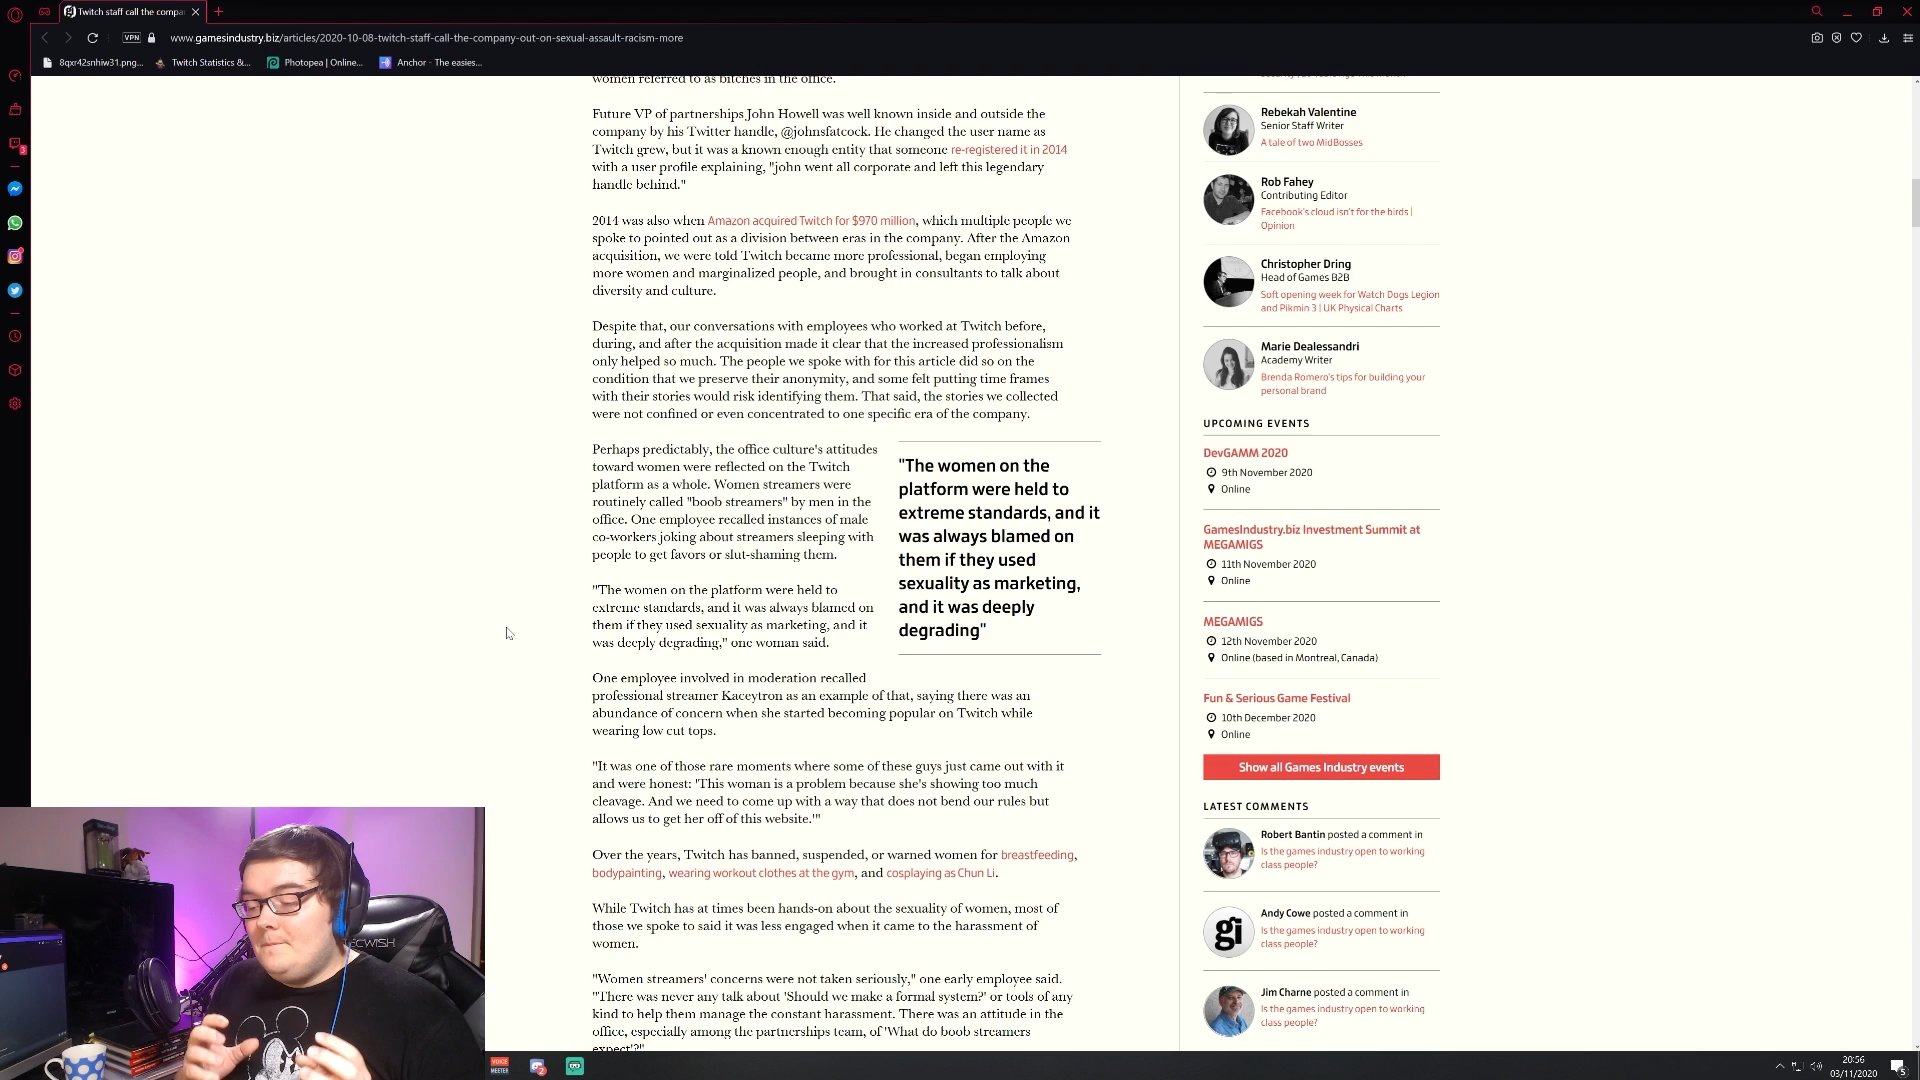 Twitch staff call the compa
VPN
www.gamesindustry.biz/articles/2020-10-08-twitch-staff-call-the-company-out-on-sexual-assault-racism-more
8qxr42snhiw31.png...
Twitch Statistics &...
Photopea | Online...
Anchor - The easies...
women referred to as bitches in the office.
Future VP of partnerships John Howell was well known inside and outside the
company by his Twitter handle, @johnsfatcock. He changed the user name as
Twitch grew, but it was a known enough entity that someone re-registered it in 2014
with a user profile explaining, "john went all corporate and left this legendary
handle behind."
2014 was also when Amazon acquired Twitch for $970 million, which multiple people we
spoke to pointed out as a division between eras in the company. After the Amazon
acquisition, we were told Twitch became more professional, began employing
more women and marginalized people, and brought in consultants to talk about
diversity and culture.
Despite that, our conversations with employees who worked at Twitch before,
during, and after the acquisition made it clear that the increased professionalism
only helped so much. The people we spoke with for this article did so on the
condition that we preserve their anonymity, and some felt putting time frames
with their stories would risk identifying them. That said, the stories we collected
were not confined or even concentrated to one specific era of the company.
Perhaps predictably, the office culture's attitudes
toward women were reflected on the Twitch
platform as a whole. Women streamers were
routinely called "boob streamers" by men in the
office. One employee recalled instances of male
co-workers joking about streamers sleeping with
people to get favors or slut-shaming them.
"The women on the platform were held to
extreme standards, and it was always blamed on
them if they used sexuality as marketing, and it
was deeply degrading," one woman said.
"The women on the
platform were held to
extreme standards, and it
was always blamed on
them if they used
sexuality as marketing,
and it was deeply
degrading"
One employee involved in moderation recalled
professional streamer Kaceytron as an example of that, saying there was an
abundance of concern when she started becoming popular on Twitch while
wearing low cut tops.
"It was one of those rare moments where some of these guys just came out with it
and were honest: 'This woman is a problem because she's showing too much
cleavage. And we need to come up with a way that does not bend our rules but
allows us to get her off of this website.'"
Over the years, Twitch has banned, suspended, or warned women for breastfeeding,
bodypainting, wearing workout clothes at the gym, and cosplaying as Chun Li.
While Twitch has at times been hands-on about the sexuality of women, most of
those we spoke to said it was less engaged when it came to the harassment of
women.
"Women streamers' concerns were not taken seriously," one early employee said.
"There was never any talk about 'Should we make a formal system?' or tools of any
kind to help them manage the constant harassment. There was an attitude in the
office, especially among the partnerships team, of 'What do boob streamers
expect'?"
Rebekah Valentine
Senior Staff Writer
A tale of two MidBosses
Rob Fahey
Contributing Editor
Facebook's cloud isn't for the birds |
Opinion
Christopher Dring
Head of Games B2B
Soft opening week for Watch Dogs Legion
and Pikmin 3 | UK Physical Charts
Marie Dealessandri
Academy Writer
Brenda Romero's tips for building your
personal brand
UPCOMING EVENTS
DevGAMM 2020
9th November 2020
Online
GamesIndustry.biz Investment Summit at
MEGAMIGS
11th November 2020
Online
MEGAMIGS
12th November 2020
Online (based in Montreal, Canada)
Fun & Serious Game Festival
10th December 2020
Online
Show all Games Industry events
LATEST COMMENTS
Robert Bantin posted a comment in
Is the games industry open to working
class people?
gi
Andy Cowe posted a comment in
Is the games industry open to working
class people?
Jim Charne posted a comment in
Is the games industry open to working
class people?
VOICE
MEETER
20:56
03/11/2020